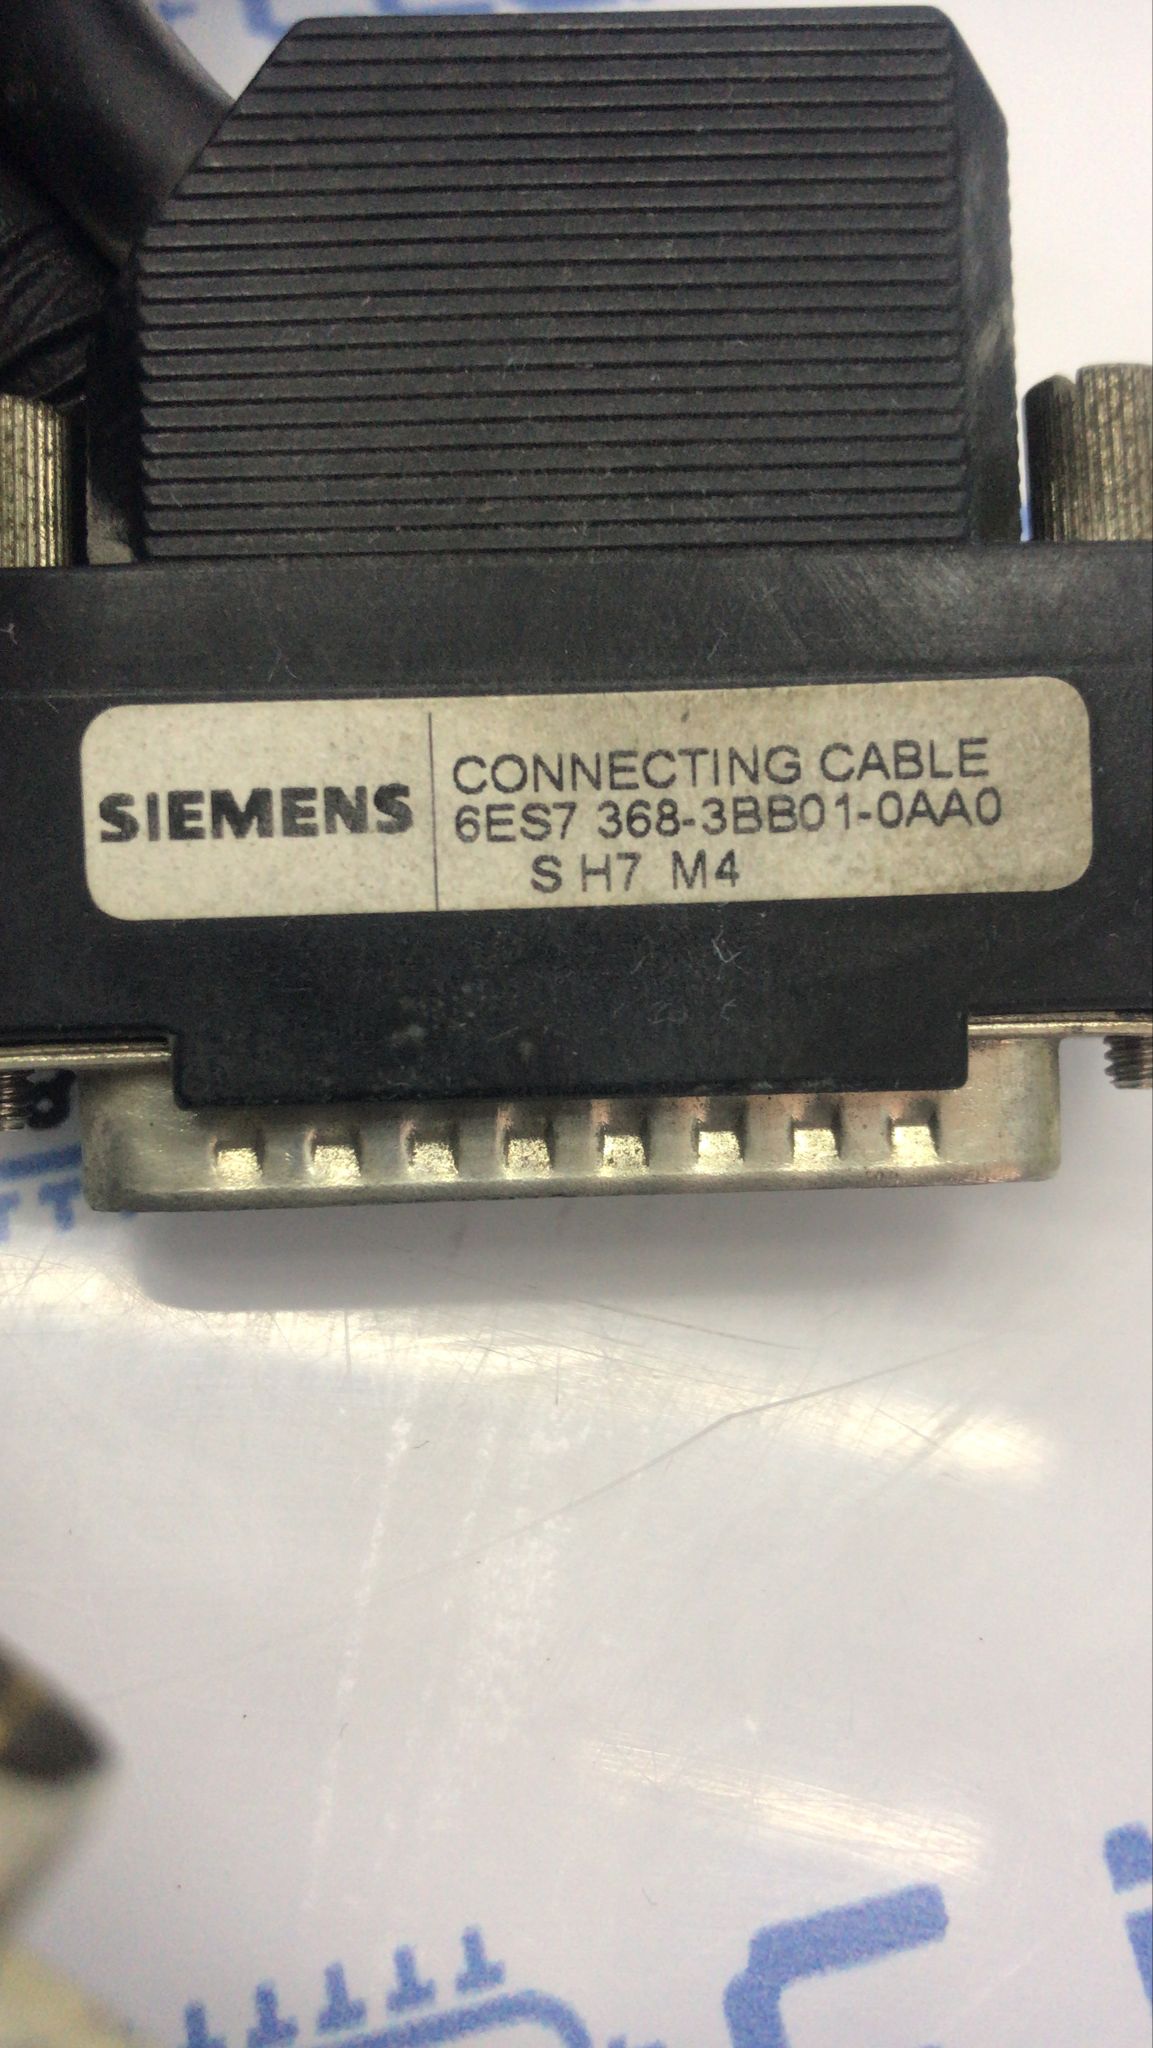 SIEMENS
CONNECTING CABLE
6ES7 368-3BB01-0AA0
S H7 M4